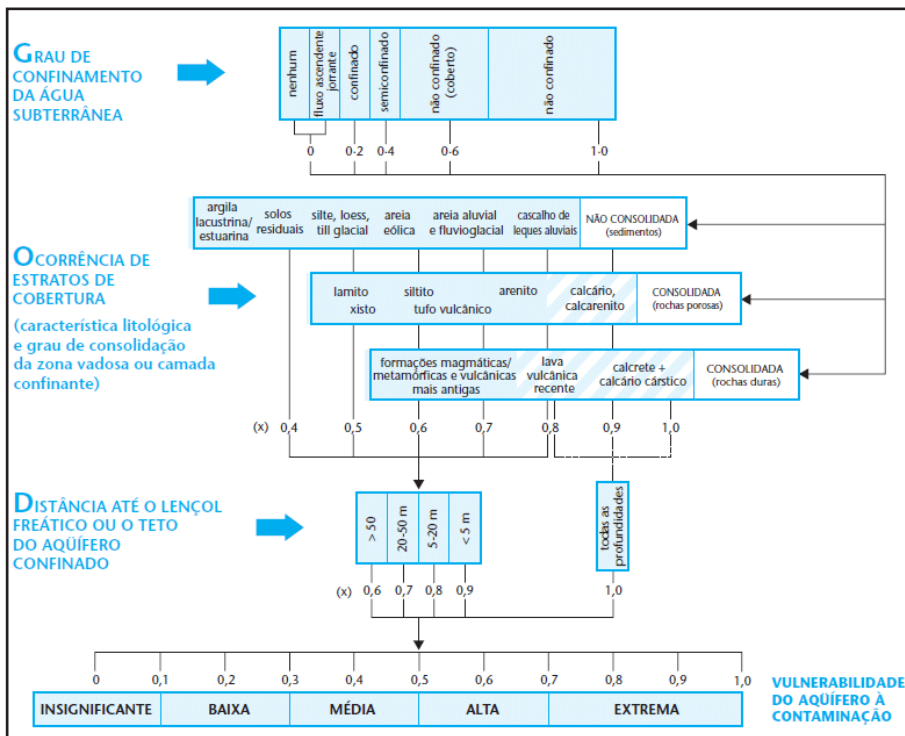 GRAU DE
CONFINAMENTO
DA ÁGUA
SUBTERRÂNEA
nenhum
fluxo ascendente
jorrante
confinado
semiconfinado
não confinado
(coberto)
não confinado
0
0-2
0-4
0-6
1-0
OCORRÊNCIA DE
ESTRATOS DE
COBERTURA
(característica litológica
e grau de consolidação
da zona vadosa ou camada
confinante)
argila
lacustrina/
estuarina
solos
residuais
silte, loess,
till glacial
areia
eólica
areia aluvial
e fluvioglacial
cascalho de
leques aluviais
NÃO CONSOLIDADA
(sedimentos)
lamito
xisto
siltito
tufo vulcânico
arenito
calcário,
calcarenito
CONSOLIDADA
(rochas porosas)
formações magmáticas/
metamórficas e vulcânicas
mais antigas
lava
vulcânica
recente
calcrete +
calcário cárstico
CONSOLIDADA
(rochas duras)
(x) 0,4 0,5 0,6 0,7 0,8 0,9 1,0
DISTÂNCIA ATÉ O LENÇOL
FREÁTICO OU O TETO
DO AQÜÍFERO
CONFINADO
> 50
20-50 m
5-20 m
< 5 m
todas as
profundidades
(x) 0,6 0,7 0,8 0,9 1,0
0 0,1 0,2 0,3 0,4 0,5 0,6 0,7 0,8 0,9 1,0
INSIGNIFICANTE BAIXA MÉDIA ALTA EXTREMA
VULNERABILIDADE
DO AQÜÍFERO À
CONTAMINAÇÃO